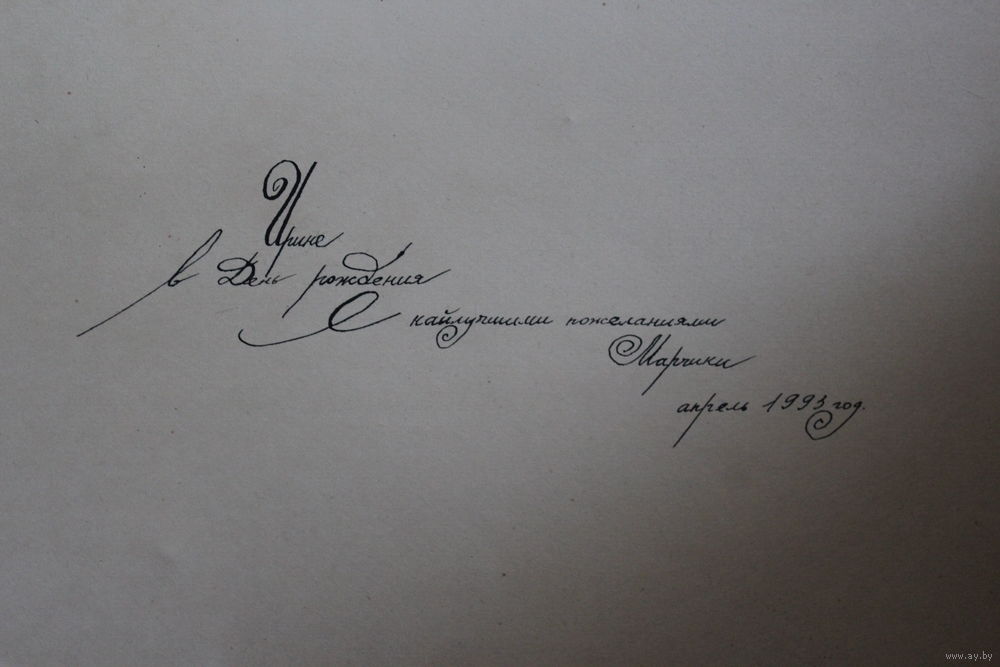 Ирине
в День рождения
С наилучшими пожеланиями
Марчики
апрель 1993 год.
www.ay.by